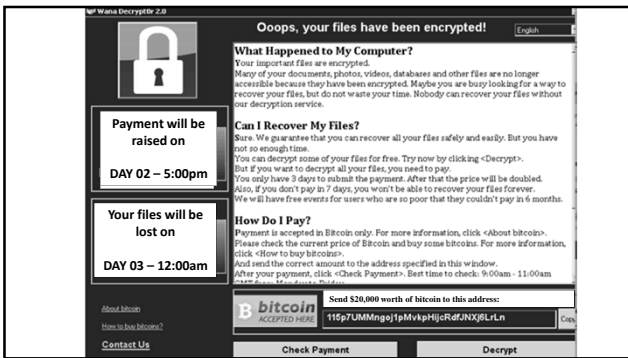 Wana Decrypt0r 2.0
Ooops, your files have been encrypted!
English
What Happened to My Computer?
Your important files are encrypted.
Many of your documents, photos, videos, databases and other files are no longer
accessible because they have been encrypted. Maybe you are busy looking for a way to
recover your files, but do not waste your time. Nobody can recover your files without
our decryption service.
Can I Recover My Files?
Sure. We guarantee that you can recover all your files safely and easily. But you have
not so enough time.
You can decrypt some of your files for free. Try now by clicking <Decrypt>.
But if you want to decrypt all your files, you need to pay.
You only have 3 days to submit the payment. After that the price will be doubled.
Also, if you don't pay in 7 days, you won't be able to recover your files forever.
We will have free events for users who are so poor that they couldn't pay in 6 months.
How Do I Pay?
Payment is accepted in Bitcoin only. For more information, click <About bitcoin>.
Please check the current price of Bitcoin and buy some bitcoins. For more information,
click <How to buy bitcoins>.
And send the correct amount to the address specified in this window.
After your payment, click <Check Payment>. Best time to check: 9:00am - 11:00am
GMT from Monday to Friday
Payment will be
raised on
DAY 02 – 5:00pm
Your files will be
lost on
DAY 03 – 12:00am
About bitcoin
How to buy bitcoins?
Contact Us
bitcoin
ACCEPTED HERE
Send $20,000 worth of bitcoin to this address:
115p7UMMngoj1pMvkpHijcRdfJNXj6LrLn
Copy
Check Payment
Decrypt